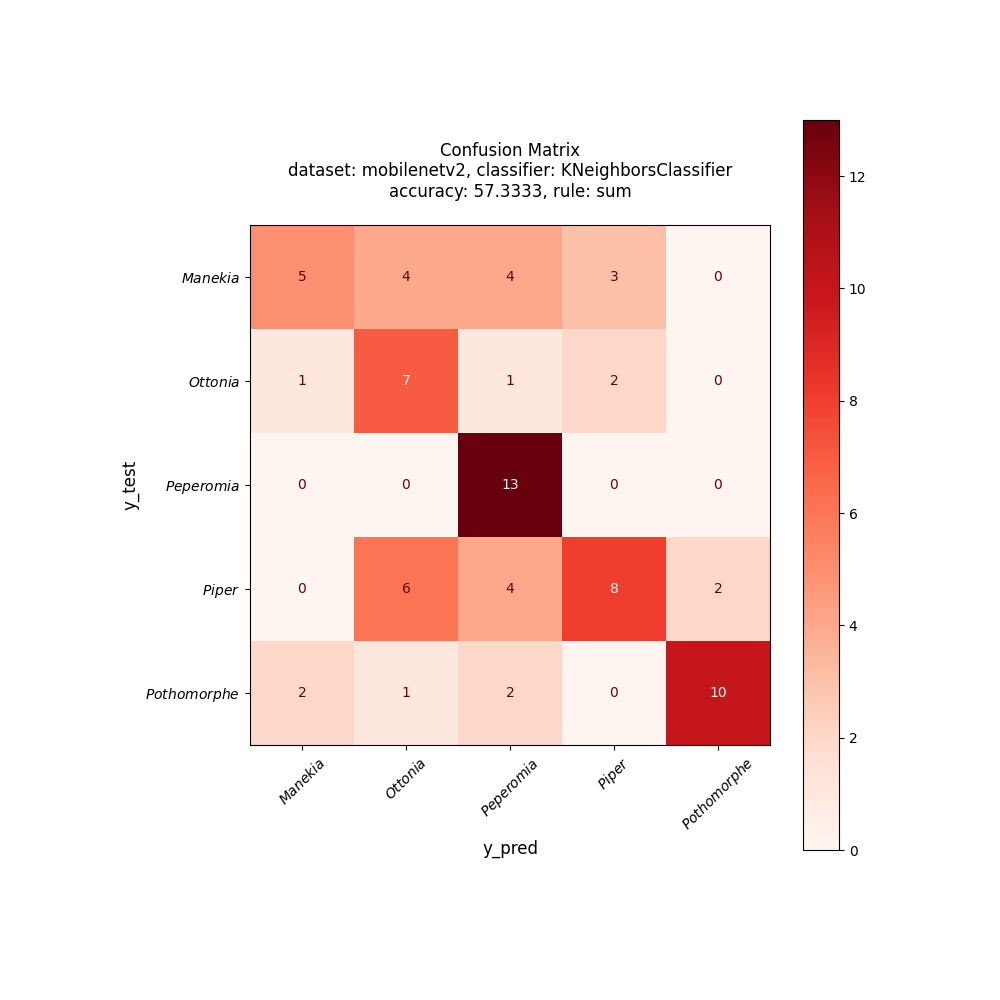 Confusion Matrix
dataset: mobilenetv2, classifier: KNeighborsClassifier
accuracy: 57.3333, rule: sum
y_test
Manekia 5 4 4 3 0
Ottonia 1 7 1 2 0
Peperomia 0 0 13 0 0
Piper 0 6 4 8 2
Pothomorphe 2 1 2 0 10
Manekia Ottonia Peperomia Piper Pothomorphe
y_pred
12
10
8
6
4
2
0